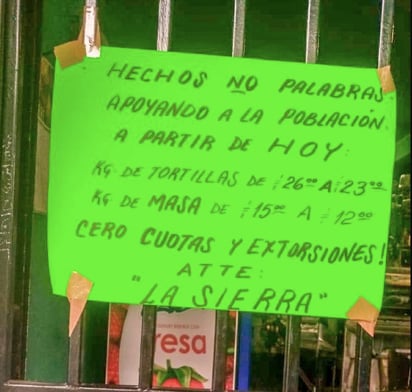 HECHOS NO PALABRAS
APOYANDO A LA POBLACIÓN
A PARTIR DE HOY:
KG DE TORTILLAS DE $26.00 A $23.00
KG DE MASA DE $15.00 A $12.00
CERO CUOTAS Y EXTORSIONES!
ATTE:
"LA SIERRA"
resa